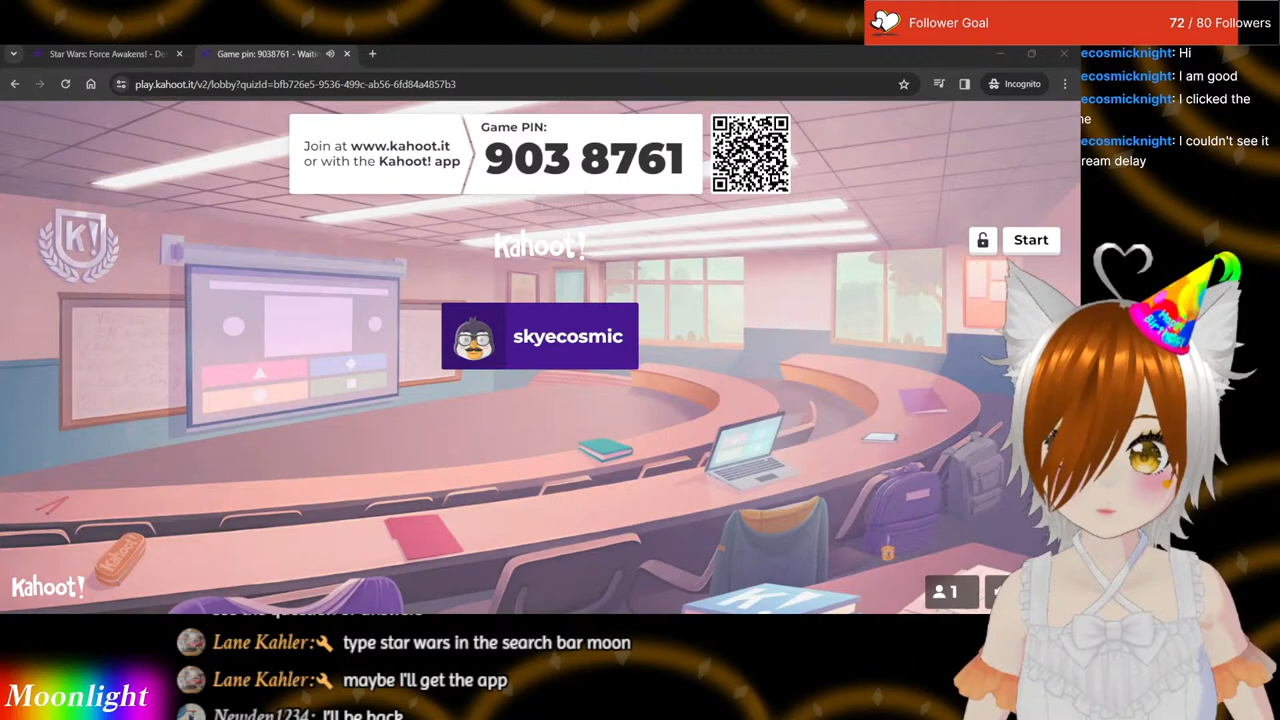 Follower Goal
72 / 80 Followers
Star Wars: Force Awakens! - De
Game pin: 9038761 - Waitin
play.kahoot.it/v2/lobby?quizId=bfb726e5-9536-499c-ab56-6fd84a4857b3
Incognito
ecosmicknight: Hi
ecosmicknight: I am good
ecosmicknight: I clicked the
ne
ecosmicknight: I couldn't see it
ream delay
Join at www.kahoot.it
or with the Kahoot! app
Game PIN:
903 8761
K!
Kahoot!
Start
skyecosmic
Happy
Birthday
Kahoot!
K!
Kahoot!
1
Lane Kahler: type star wars in the search bar moon
Lane Kahler: maybe I'll get the app
Newden1234: I'll be back
Moonlight